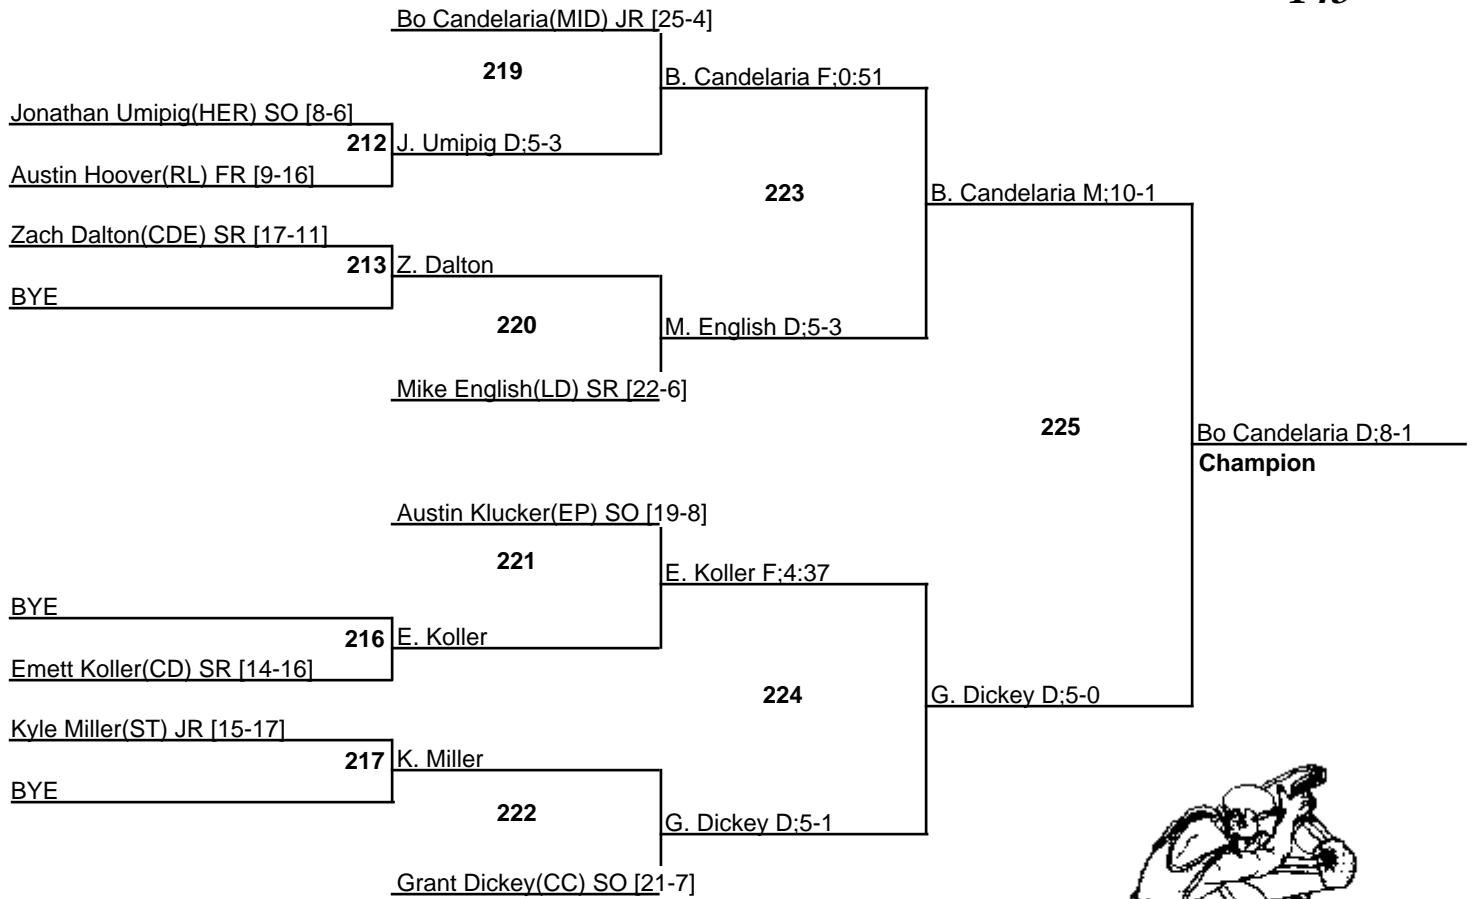 Bo Candelaria(MID) JR [25-4]
219
B. Candelaria F;0:51
Jonathan Umipig(HER) SO [8-6]
212
J. Umipig D;5-3
Austin Hoover(RL) FR [9-16]
223
B. Candelaria M;10-1
Zach Dalton(CDE) SR [17-11]
213
Z. Dalton
BYE
220
M. English D;5-3
Mike English(LD) SR [22-6]
225
Bo Candelaria D;8-1
Champion
Austin Klucker(EP) SO [19-8]
221
E. Koller F;4:37
BYE
216
E. Koller
Emett Koller(CD) SR [14-16]
224
G. Dickey D;5-0
Kyle Miller(ST) JR [15-17]
217
K. Miller
BYE
222
G. Dickey D;5-1
Grant Dickey(CC) SO [21-7]